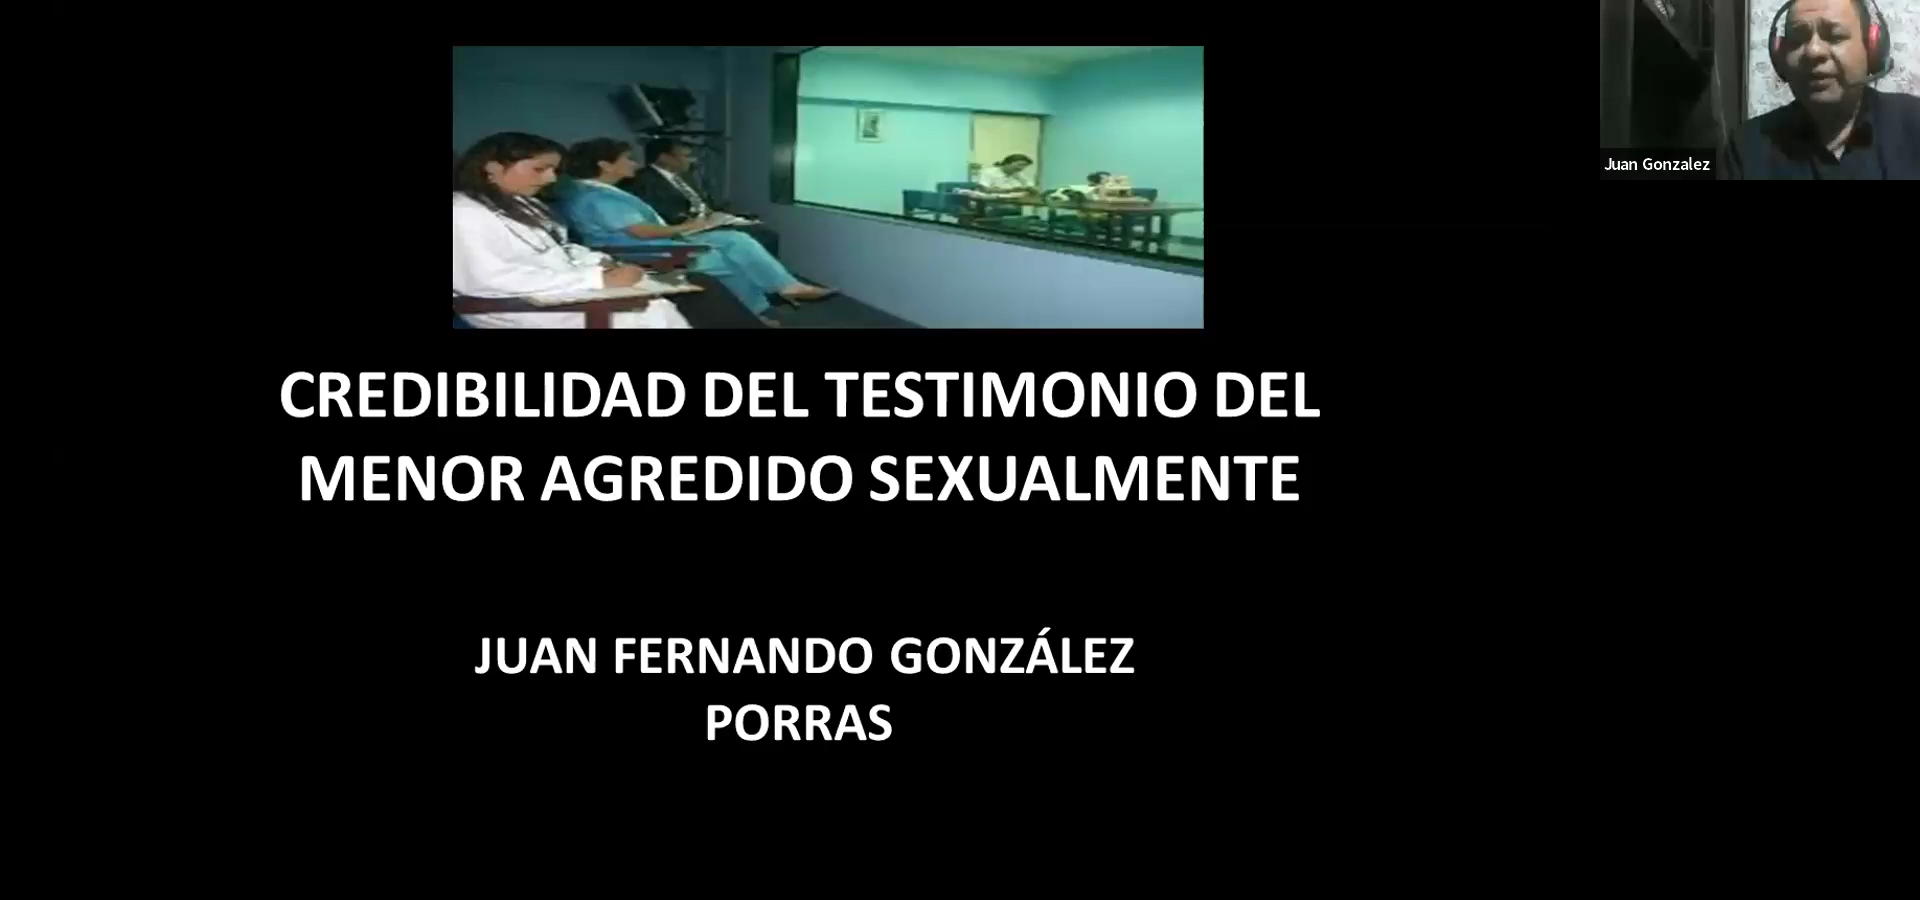 Juan Gonzalez
CREDIBILIDAD DEL TESTIMONIO DEL
MENOR AGREDIDO SEXUALMENTE
JUAN FERNANDO GONZÁLEZ
PORRAS